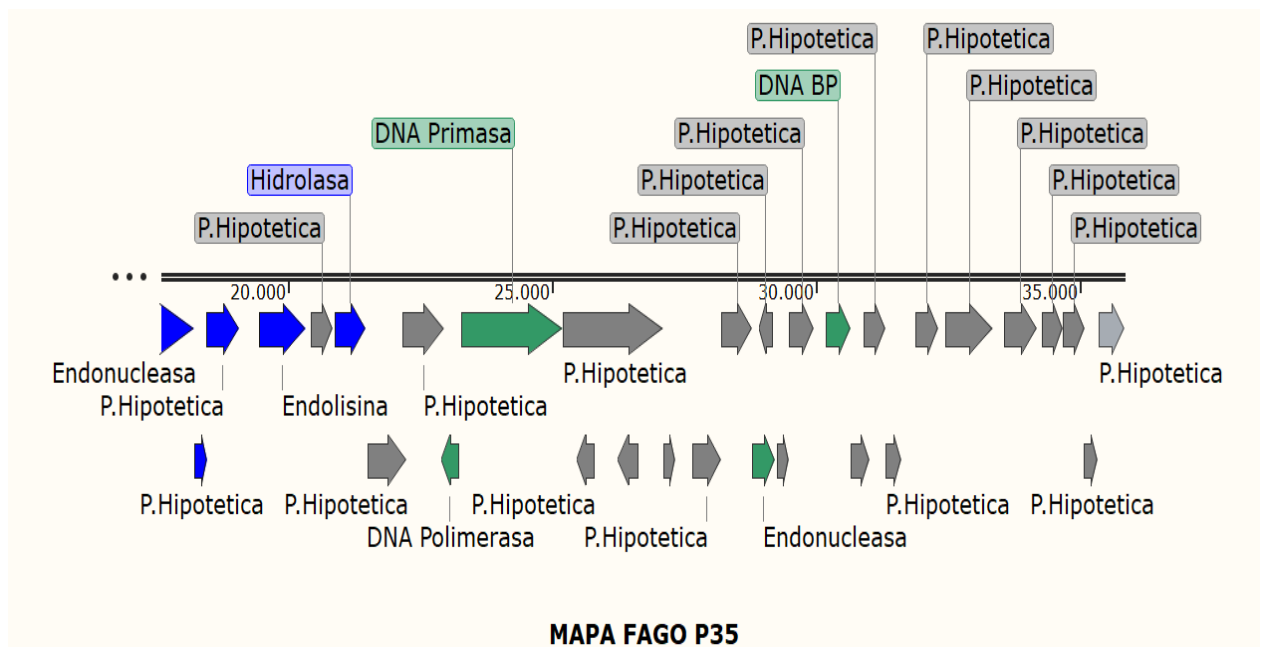 P.Hipotetica P.Hipotetica
DNA BP P.Hipotetica
DNA Primasa P.Hipotetica P.Hipotetica
Hidrolasa P.Hipotetica P.Hipotetica
P.Hipotetica P.Hipotetica P.Hipotetica
...
20.000 25.000 30.000 35.000
Endonucleasa P.Hipotetica P.Hipotetica
P.Hipotetica Endolisina P.Hipotetica
P.Hipotetica P.Hipotetica P.Hipotetica P.Hipotetica P.Hipotetica
DNA Polimerasa P.Hipotetica Endonucleasa
MAPA FAGO P35